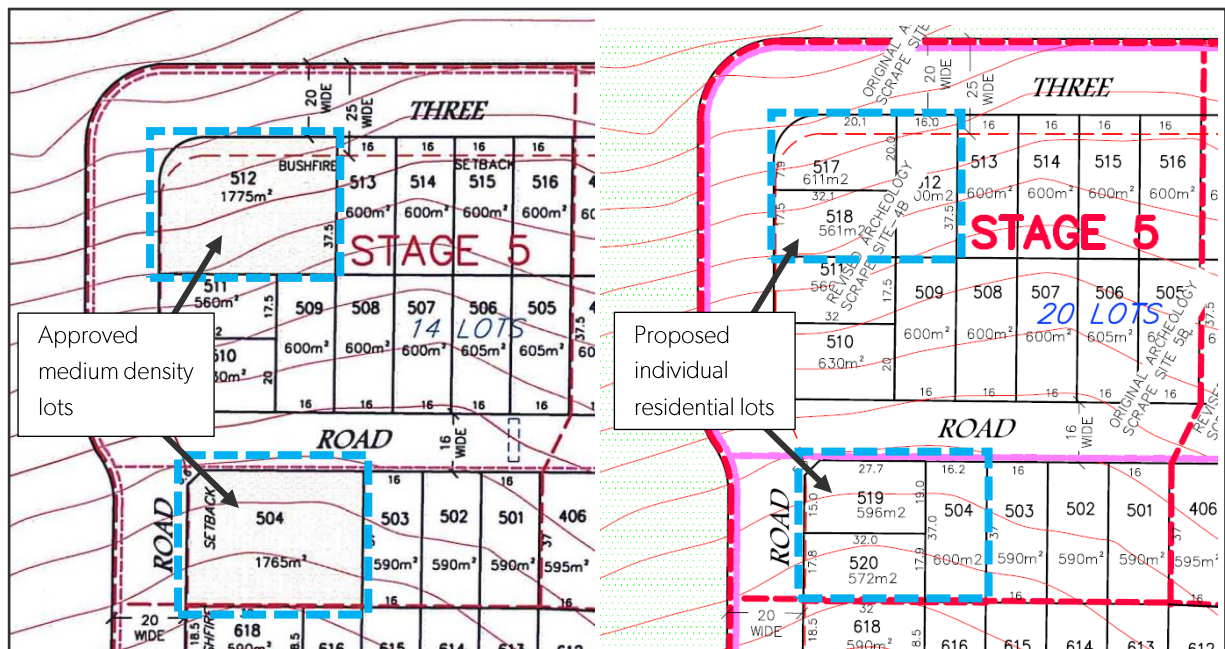 20
WIDE
25
WIDE
THREE
BUSHFIRE
SETBACK
16
16
16
16
512
1775m²
513
514
515
516
600m²
600m²
600m²
600m²
37.5
STAGE 5
511
560m²
17.5
509
508
507
506
505
14 LOTS
37.5
510
600m²
600m²
600m²
605m²
605m²
20
16
16
16
Approved
medium density
lots
ROAD
16
WIDE
ROAD
SETBACK
16
16
504
503
502
501
406
1765m²
590m²
590m²
590m²
595m²
37
16
20
WIDE
18.5
618
590m²
616
615
614
613
ORIGINAL A
SCRAPE SITE
20
WIDE
25
WIDE
THREE
20.1
16.0
16
16
16
16
517
611m2
20.0
513
514
515
516
32.1
600m²
600m²
600m²
600m²
17.5
518
561m2
37.5
REVISED ARCHEOLOGY
SCRAPE SITE 4B
STAGE 5
511
17.5
509
508
507
506
505
20 LOTS
37.5
32
510
630m²
600m²
600m²
600m²
605m²
20
16
16
ORIGINAL ARCHEOLOGY
SCRAPE SITE 5B
REVISED
SCRAPE
Proposed
individual
residential lots
ROAD
16
WIDE
ROAD
27.7
16.2
16
16
15.0
519
596m2
19.0
504
503
502
501
406
32.0
37.0
37
37
17.8
520
572m2
17.9
600m²
590m²
590m²
590m²
595m²
16
20
WIDE
32
18.5
618
590m²
616
615
614
613